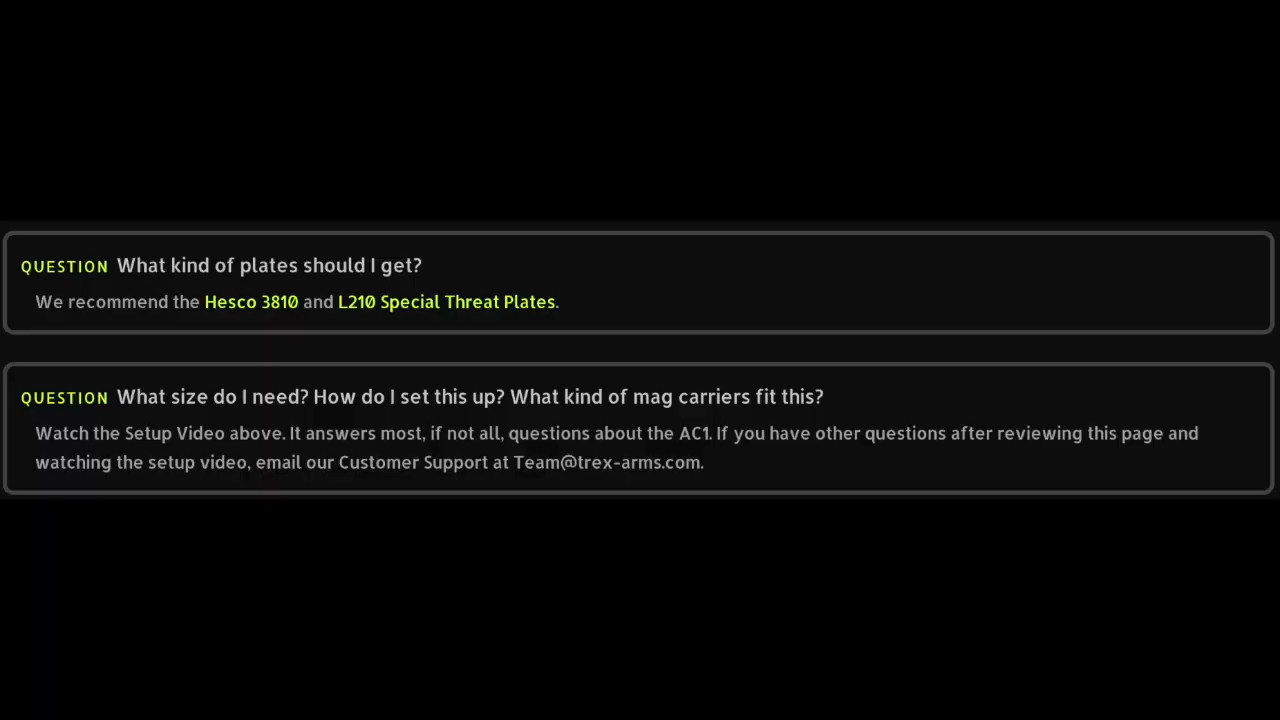 QUESTION What kind of plates should I get?
We recommend the Hesco 3810 and L210 Special Threat Plates.
QUESTION What size do I need? How do I set this up? What kind of mag carriers fit this?
Watch the Setup Video above. It answers most, if not all, questions about the AC1. If you have other questions after reviewing this page and
watching the setup video, email our Customer Support at Team@trex-arms.com.